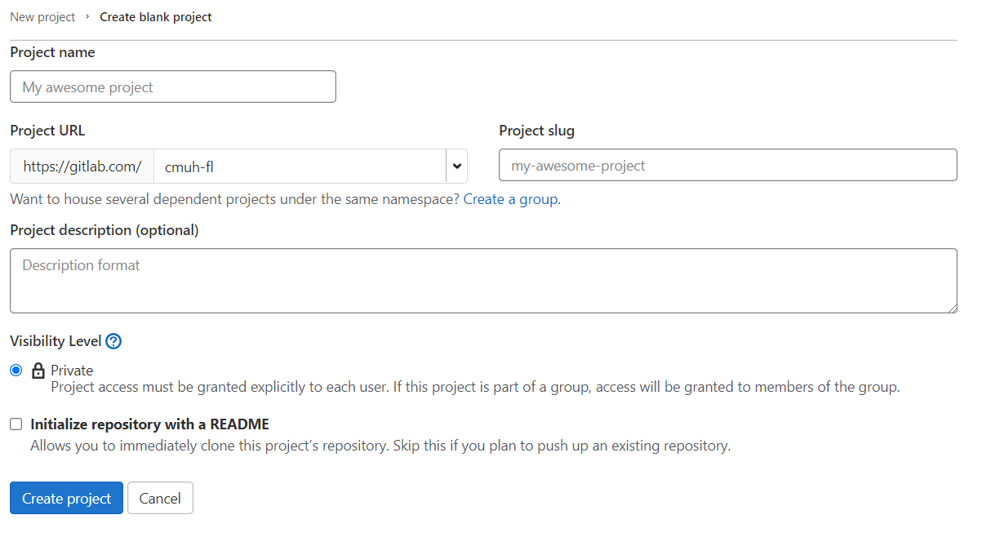 New project › Create blank project
Project name
My awesome project
Project URL
Project slug
https://gitlab.com/ cmuh-fl
my-awesome-project
Want to house several dependent projects under the same namespace? Create a group.
Project description (optional)
Description format
Visibility Level
Private
Project access must be granted explicitly to each user. If this project is part of a group, access will be granted to members of the group.
Initialize repository with a README
Allows you to immediately clone this project’s repository. Skip this if you plan to push up an existing repository.
Create project
Cancel